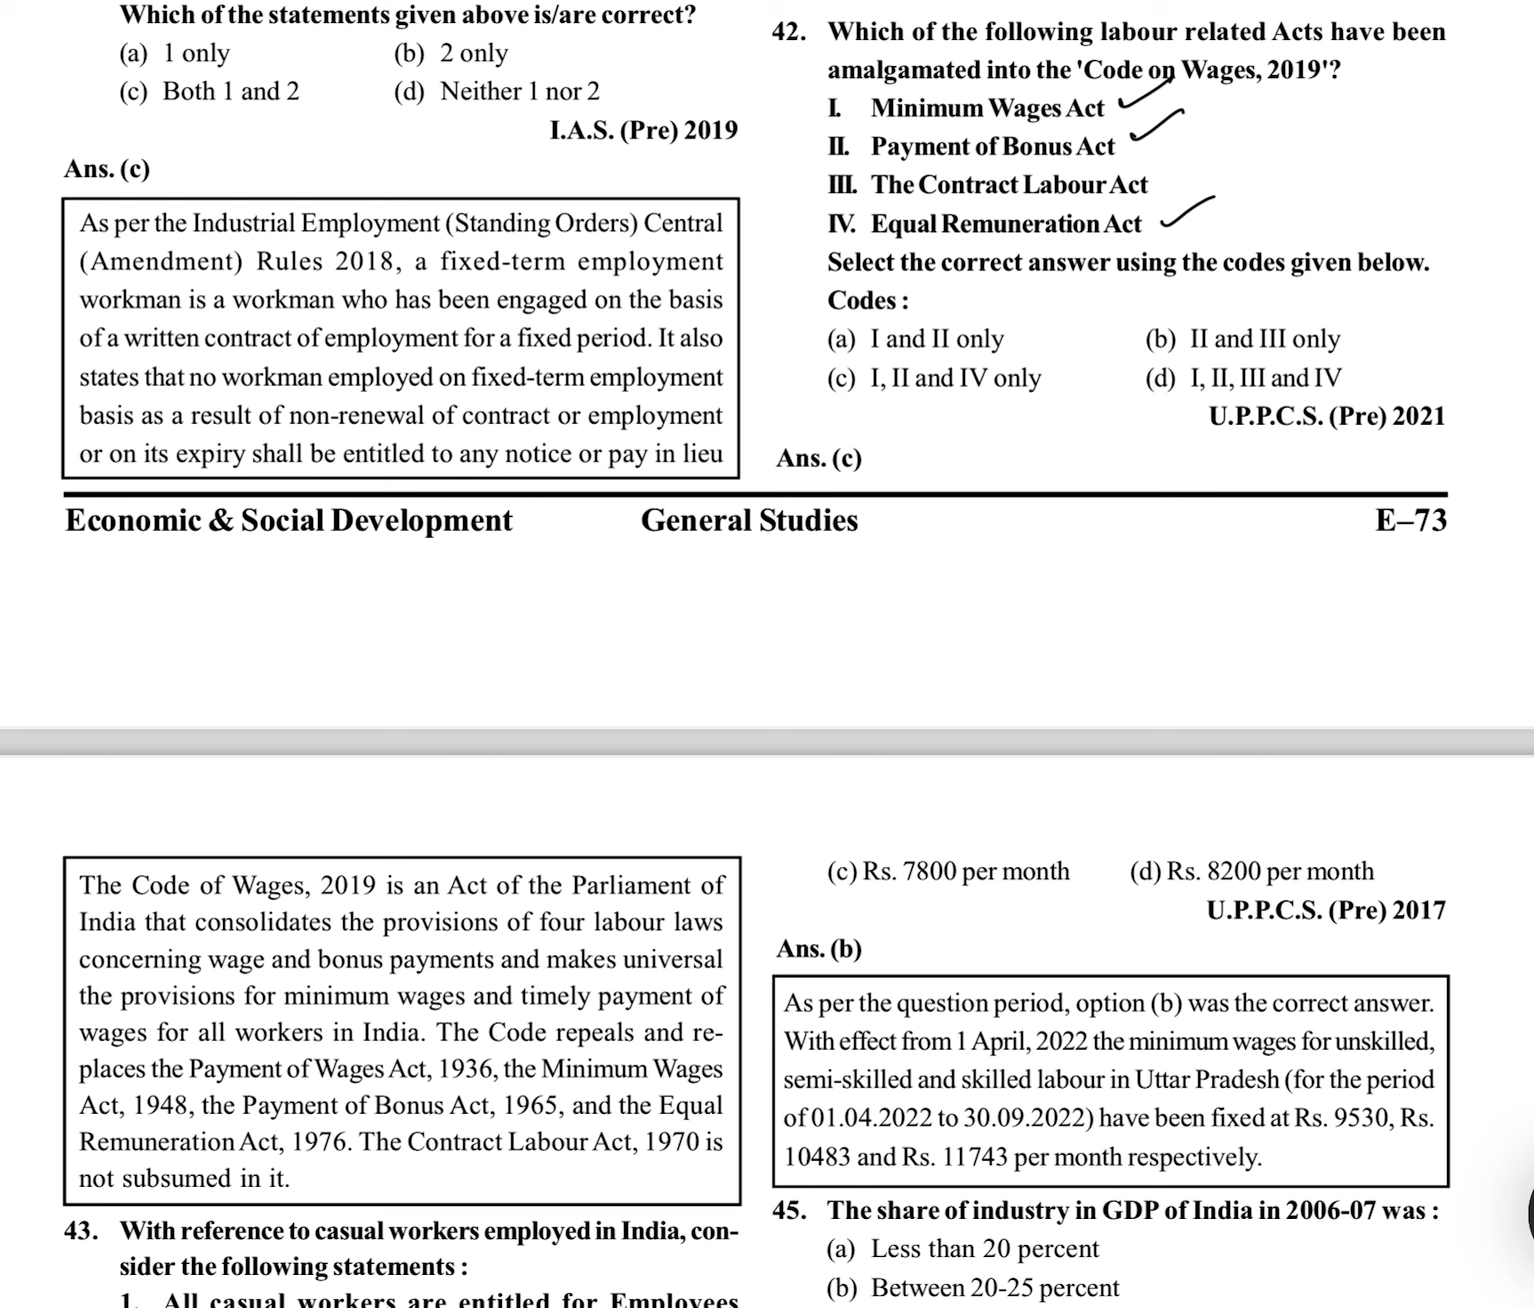 Which of the statements given above is/are correct?
(a) 1 only (b) 2 only
(c) Both 1 and 2 (d) Neither 1 nor 2
I.A.S. (Pre) 2019
Ans. (c)
As per the Industrial Employment (Standing Orders) Central
(Amendment) Rules 2018, a fixed-term employment
workman is a workman who has been engaged on the basis
of a written contract of employment for a fixed period. It also
states that no workman employed on fixed-term employment
basis as a result of non-renewal of contract or employment
or on its expiry shall be entitled to any notice or pay in lieu
42. Which of the following labour related Acts have been
amalgamated into the 'Code on Wages, 2019'?
I. Minimum Wages Act
II. Payment of Bonus Act
III. The Contract Labour Act
IV. Equal Remuneration Act
Select the correct answer using the codes given below.
Codes :
(a) I and II only (b) II and III only
(c) I, II and IV only (d) I, II, III and IV
U.P.P.C.S. (Pre) 2021
Ans. (c)
Economic & Social Development General Studies E–73
The Code of Wages, 2019 is an Act of the Parliament of
India that consolidates the provisions of four labour laws
concerning wage and bonus payments and makes universal
the provisions for minimum wages and timely payment of
wages for all workers in India. The Code repeals and re-
places the Payment of Wages Act, 1936, the Minimum Wages
Act, 1948, the Payment of Bonus Act, 1965, and the Equal
Remuneration Act, 1976. The Contract Labour Act, 1970 is
not subsumed in it.
43. With reference to casual workers employed in India, con-
sider the following statements :
1. All casual workers are entitled for Employees
(c) Rs. 7800 per month (d) Rs. 8200 per month
U.P.P.C.S. (Pre) 2017
Ans. (b)
As per the question period, option (b) was the correct answer.
With effect from 1 April, 2022 the minimum wages for unskilled,
semi-skilled and skilled labour in Uttar Pradesh (for the period
of 01.04.2022 to 30.09.2022) have been fixed at Rs. 9530, Rs.
10483 and Rs. 11743 per month respectively.
45. The share of industry in GDP of India in 2006-07 was :
(a) Less than 20 percent
(b) Between 20-25 percent